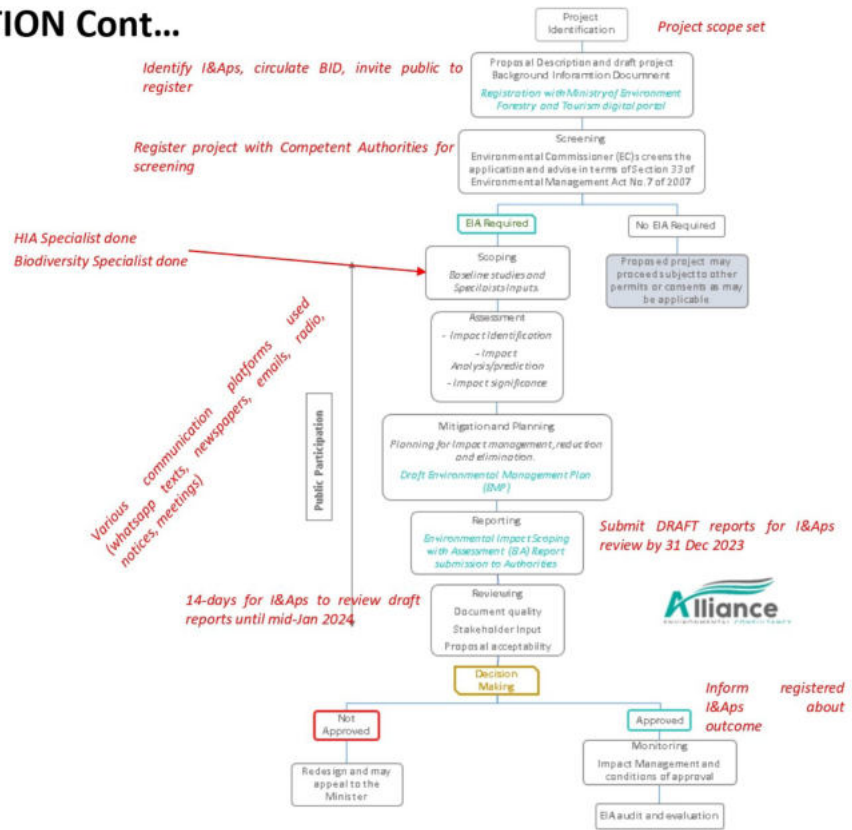 TION Cont...
Project
Identification
Project scope set
Identify I&Aps, circulate BID, invite public to
register
Proposal Description and draft project
Background Inforamtion Document
Registration with Ministry of Environment
Forestry and Tourism digital portal
Register project with Competent Authorities for
screening
Screening
Environmental Commissioner (EC)s creens the
application and advise in terms of Section 33 of
Environmental Management Act No. 7 of 2007
EIA Required
No EIA Required
HIA Specialist done
Biodiversity Specialist done
Scoping
Baseline studies and
Specilaists Inputs.
Proposed project may
proceed subject to other
permits or consents as may
be applicable
Assessment
- Impact Identification
- Impact
Analysis/prediction
- Impact significance
Various communication platforms used
(whatsapp texts, newspapers, emails, radio,
notices, meetings)
Public Participation
Mitigation and Planning
Planning for Impact management, reduction
and elimination.
Draft Environmental Management Plan
(EMP)
Reporting
Environmental Impact Scoping
with Assessment (EIA) Report
submission to Authorities
Submit DRAFT reports for I&Aps
review by 31 Dec 2023
14-days for I&Aps to review draft
reports until mid-Jan 2024
Reviewing
Document quality
Stakeholder Input
Proposal acceptability
Alliance
ENVIRONMENTAL CONSULTANCY
Decision
Making
Inform registered
I&Aps about
outcome
Not
Approved
Approved
Redesign and may
appeal to the
Minister
Monitoring
Impact Management and
conditions of approval
EIA audit and evaluation